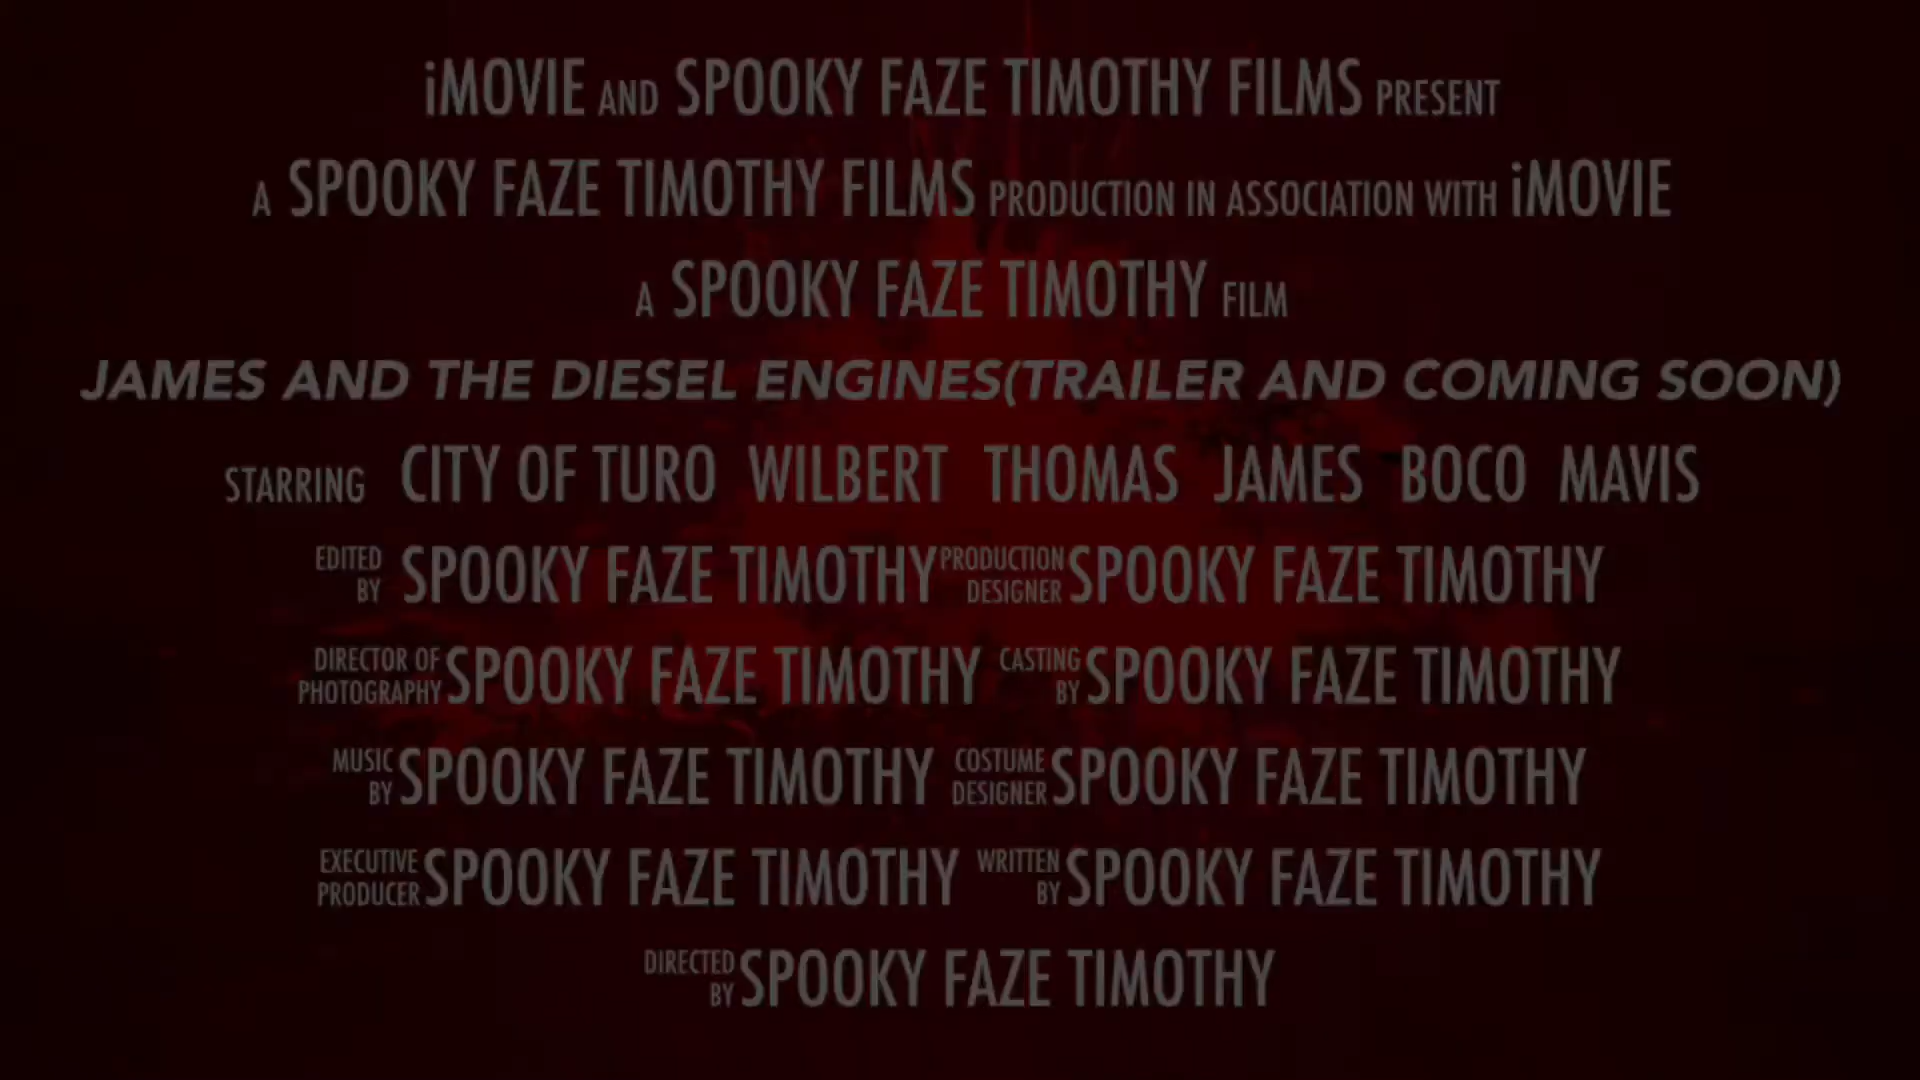 iMOVIE AND SPOOKY FAZE TIMOTHY FILMS PRESENT
A SPOOKY FAZE TIMOTHY FILMS PRODUCTION IN ASSOCIATION WITH iMOVIE
A SPOOKY FAZE TIMOTHY FILM
JAMES AND THE DIESEL ENGINES(TRAILER AND COMING SOON)
STARRING CITY OF TURO WILBERT THOMAS JAMES BOCO MAVIS
EDITED BY SPOOKY FAZE TIMOTHY PRODUCTION DESIGNER SPOOKY FAZE TIMOTHY
DIRECTOR OF PHOTOGRAPHY SPOOKY FAZE TIMOTHY CASTING BY SPOOKY FAZE TIMOTHY
MUSIC BY SPOOKY FAZE TIMOTHY COSTUME DESIGNER SPOOKY FAZE TIMOTHY
EXECUTIVE PRODUCER SPOOKY FAZE TIMOTHY WRITTEN BY SPOOKY FAZE TIMOTHY
DIRECTED BY SPOOKY FAZE TIMOTHY